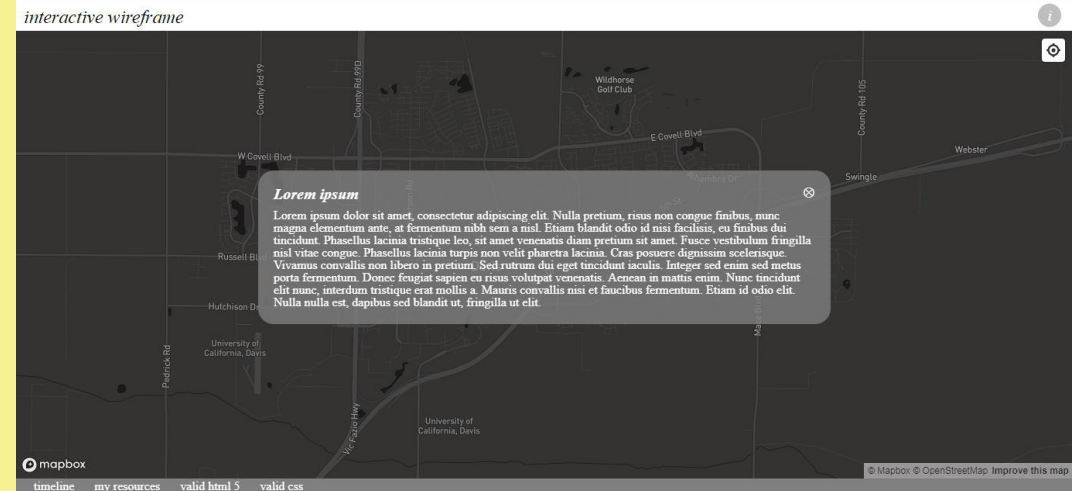 interactive wireframe
i
County Rd 99
County Rd 99D
Wildhorse
Golf Club
County Rd 105
E Covell Blvd
W Covell Blvd
Webster
Swingle
Alhambra Dr
5th St
Lorem ipsum
Lorem ipsum dolor sit amet, consectetur adipiscing elit. Nulla pretium, risus non congue finibus, nunc
magna elementum ante, at fermentum nibh sem a nisl. Etiam blandit odio id nisi facilisis, eu finibus dui
tincidunt. Phasellus lacinia tristique leo, sit amet venenatis diam pretium sit amet. Fusce vestibulum fringilla
nisl vitae congue. Phasellus lacinia turpis non velit pharetra lacinia. Cras posuere dignissim scelerisque.
Vivamus convallis non libero in pretium. Sed rutrum dui eget tincidunt iaculis. Integer sed enim sed metus
porta fermentum. Donec feugiat sapien eu risus volutpat venenatis. Aenean in mattis enim. Nunc tincidunt
elit nunc, interdum tristique erat mollis a. Mauris convallis nisi et faucibus fermentum. Etiam id odio elit.
Nulla nulla est, dapibus sed blandit ut, fringilla ut elit.
Russell Bl
Hutchison Dr
University of
California, Davis
Pedrick Rd
Vic Fazio Hwy
University of
California, Davis
mapbox
© Mapbox © OpenStreetMap Improve this map
timeline my resources valid html 5 valid css